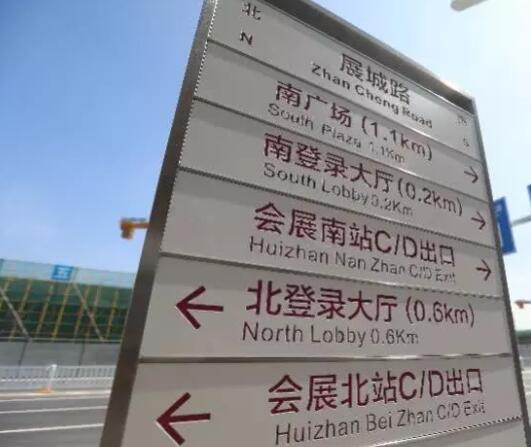 北
N
展城路
Zhan Cheng Road
南
S
南广场 (1.1km)
South Plaza 1.1Km
南登录大厅(0.2km)
South Lobby 0.2Km
会展南站C/D出口
Huizhan Nan Zhan C/D Exit
北登录大厅 (0.6km)
North Lobby 0.6Km
会展北站C/D出口
Huizhan Bei Zhan C/D Exit
五